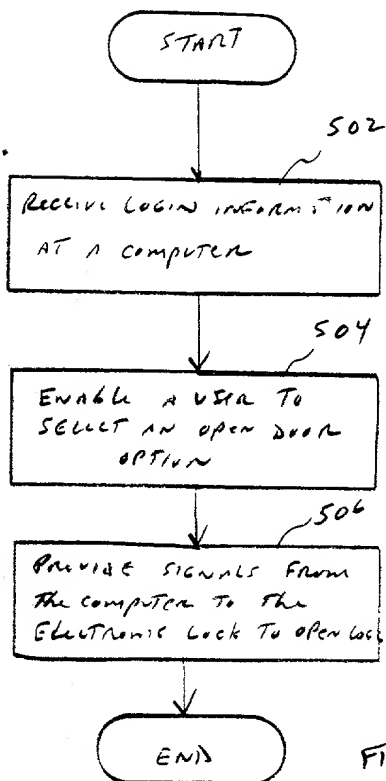 START
502
RECEIVE LOGIN INFORMATION
AT A COMPUTER
504
ENABLE A USER TO
SELECT AN OPEN DOOR
OPTION
506
PROVIDE SIGNALS FROM
the computer to the
Electronic Lock To open lock
END